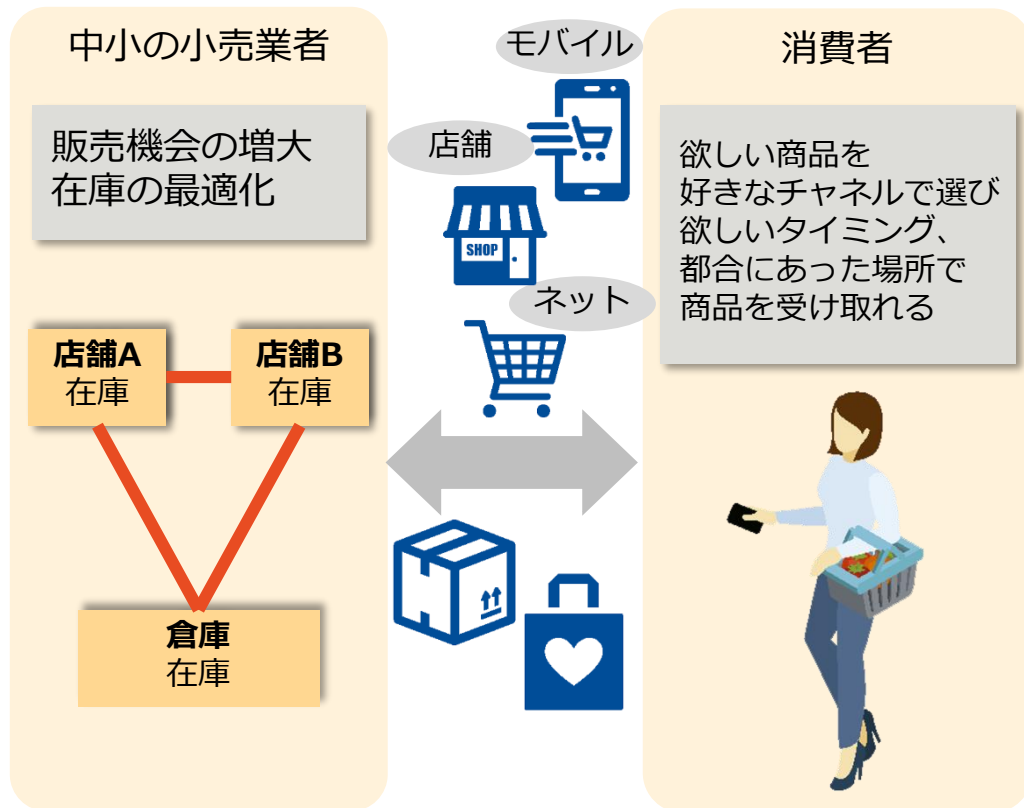 中小の小売業者
販売機会の増大
在庫の最適化
店舗A
在庫
店舗B
在庫
倉庫
在庫
モバイル
店舗
SHOP
ネット
消費者
欲しい商品を
好きなチャネルで選び
欲しいタイミング、
都合にあった場所で
商品を受け取れる